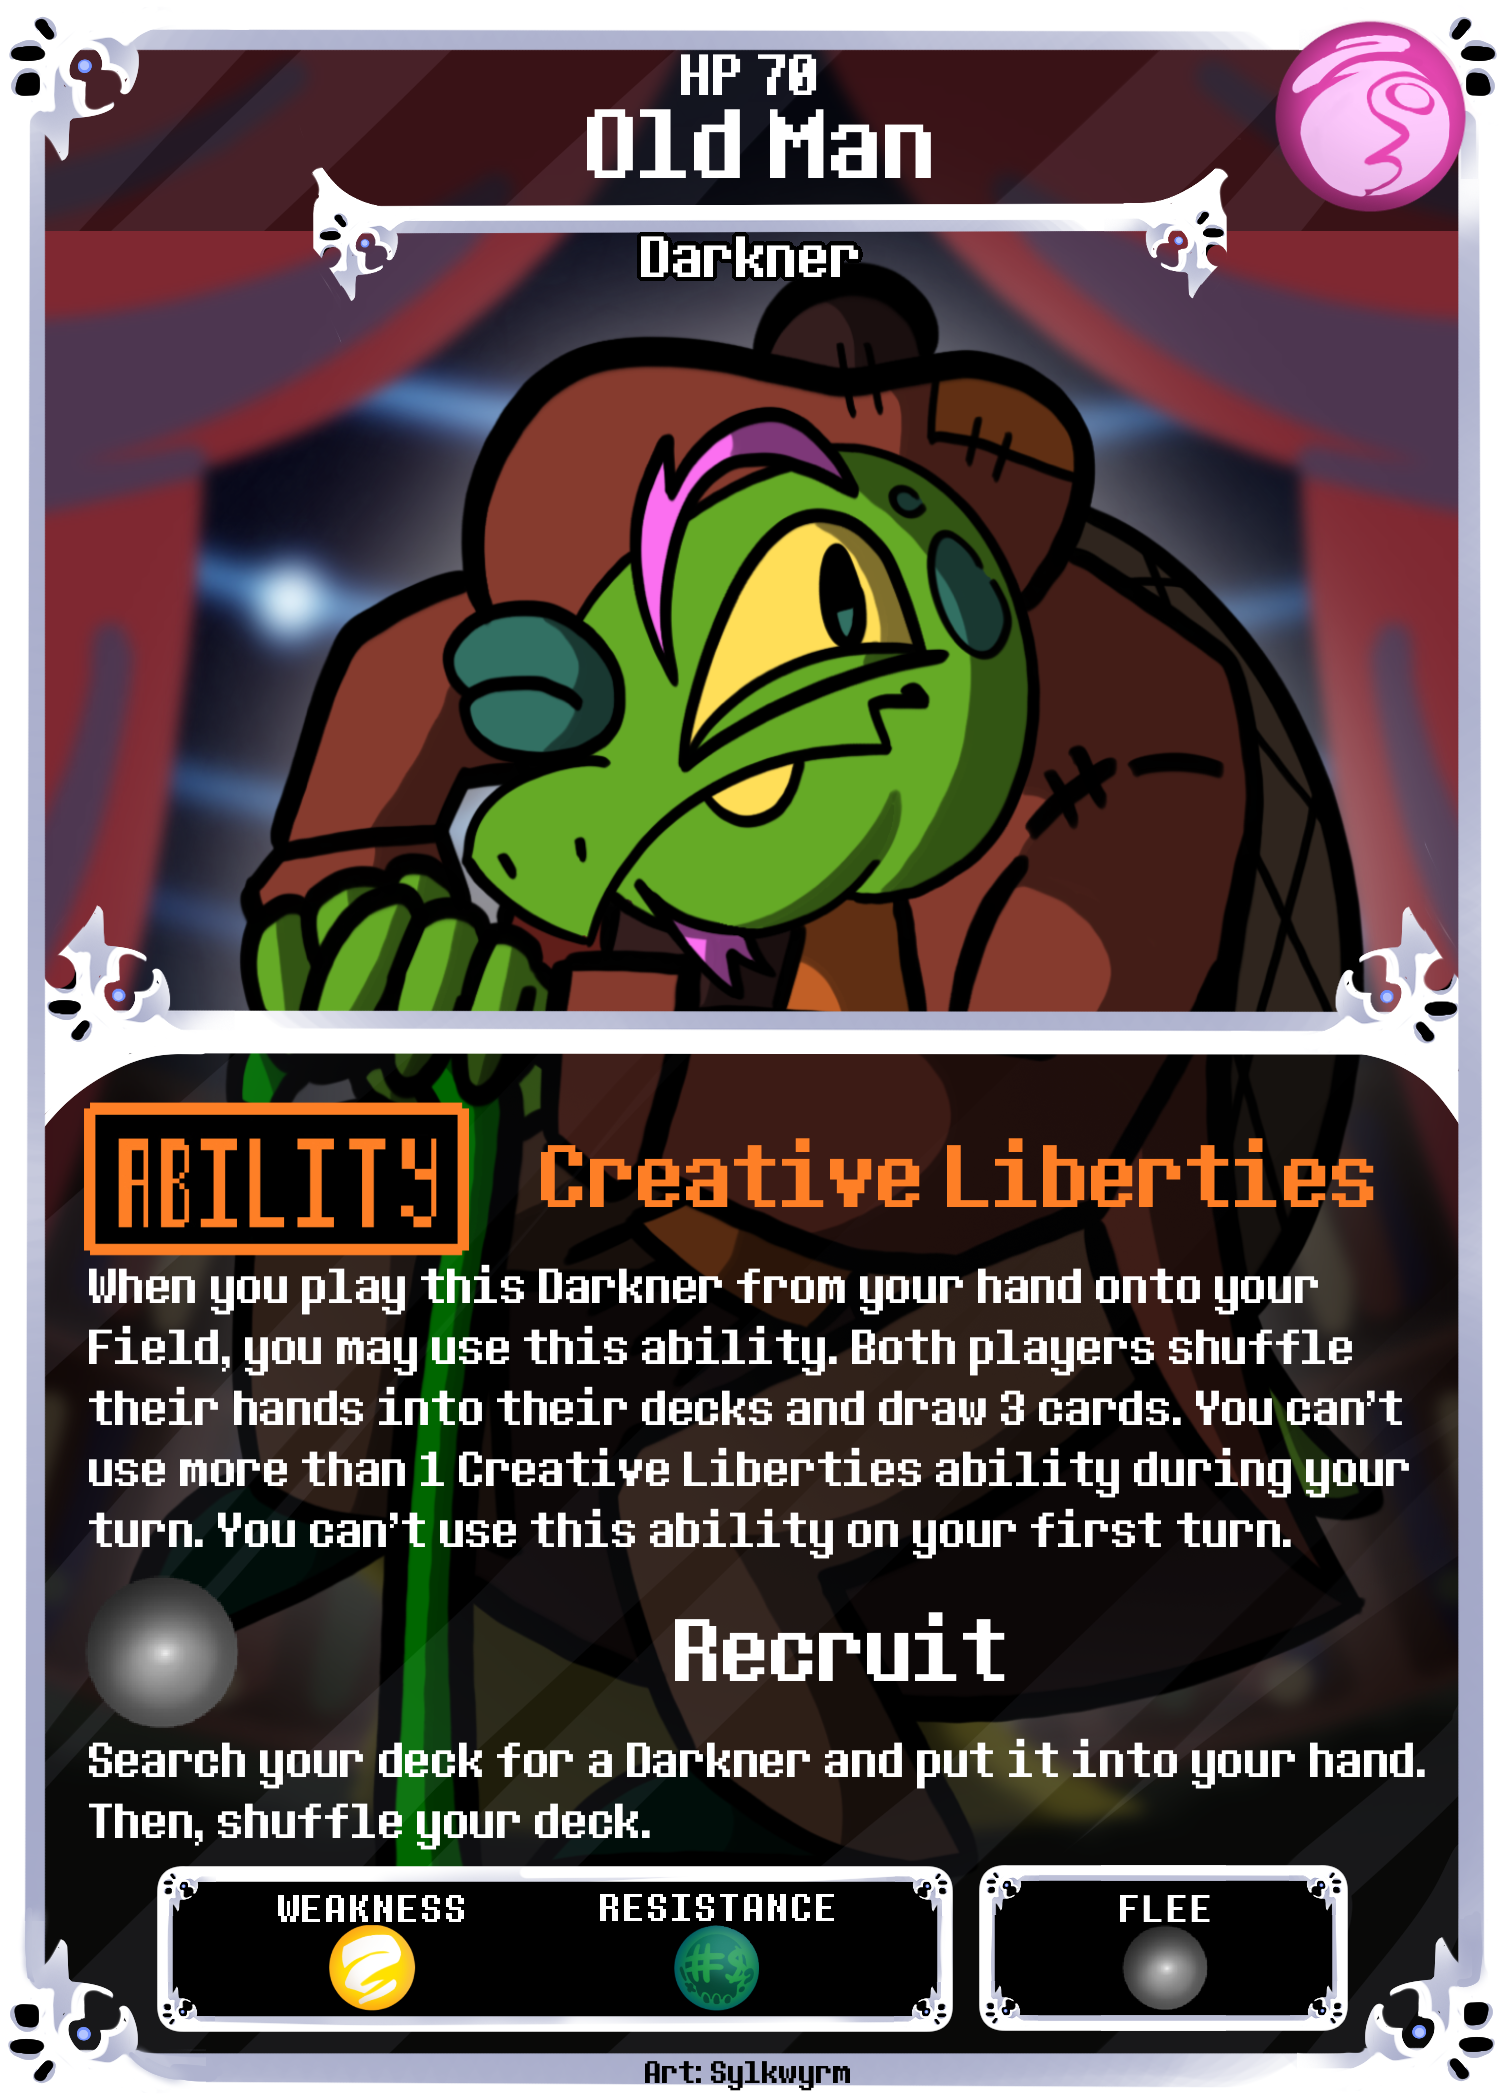 HP 70
Old Man
Darkner
ABILITY Creative Liberties
When you play this Darkner from your hand onto your
Field, you may use this ability. Both players shuffle
their hands into their decks and draw 3 cards. You can't
use more than 1 Creative Liberties ability during your
turn. You can't use this ability on your first turn.
Recruit
Search your deck for a Darkner and put it into your hand.
Then, shuffle your deck.
WEAKNESS RESISTANCE FLEE
#$
Art: Sylkwyrm